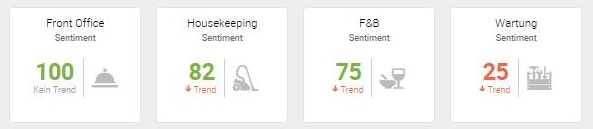 Front Office
Sentiment
100
Kein Trend
Housekeeping
Sentiment
82
Trend
F&B
Sentiment
75
Trend
Wartung
Sentiment
25
Trend